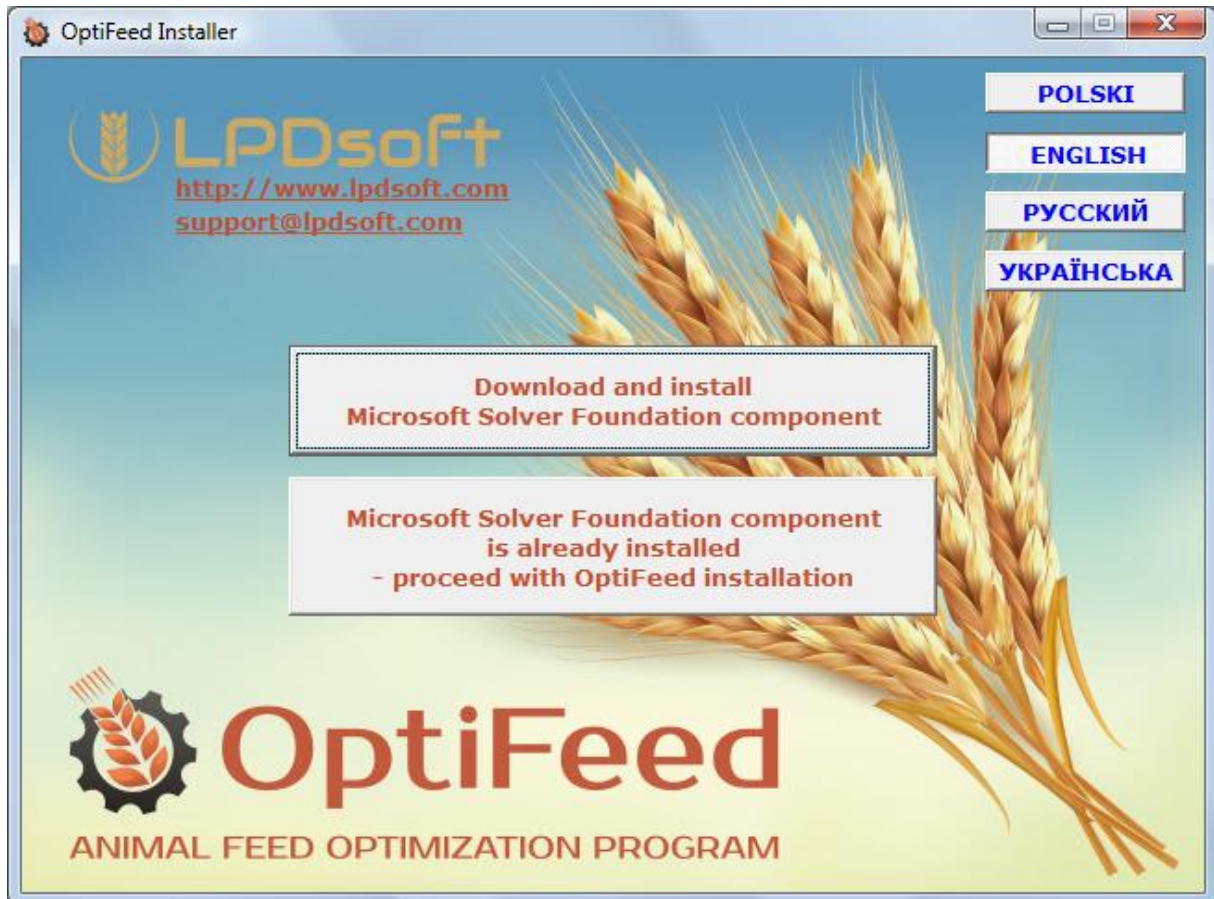 OptiFeed Installer
LPDsoft
http://www.lpdsoft.com
support@lpdsoft.com
POLSKI
ENGLISH
РУССКИЙ
УКРАЇНСЬКА
Download and install
Microsoft Solver Foundation component
Microsoft Solver Foundation component
is already installed
- proceed with OptiFeed installation
OptiFeed
ANIMAL FEED OPTIMIZATION PROGRAM